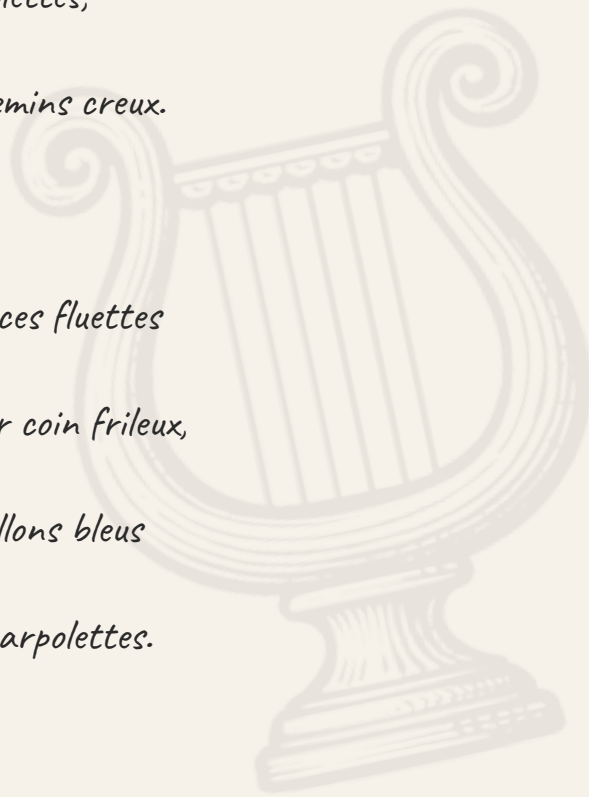 emins creux.
ces fluettes
r coin frileux,
llons bleus
arpolettes.